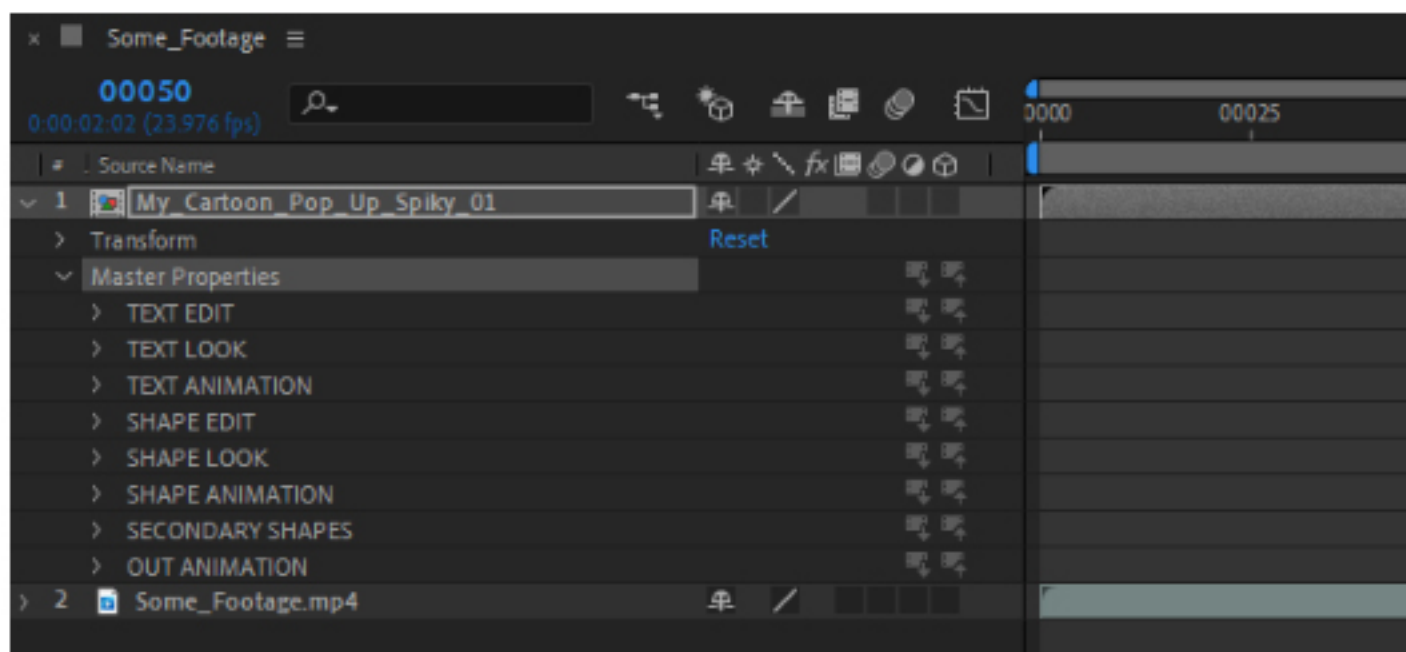 × Some_Footage ≡
00050
0:00:02:02 (23.976 fps)
0000 00025
# Source Name fx
1 My_Cartoon_Pop_Up_Spiky_01
Transform Reset
Master Properties
TEXT EDIT
TEXT LOOK
TEXT ANIMATION
SHAPE EDIT
SHAPE LOOK
SHAPE ANIMATION
SECONDARY SHAPES
OUT ANIMATION
2 Some_Footage.mp4